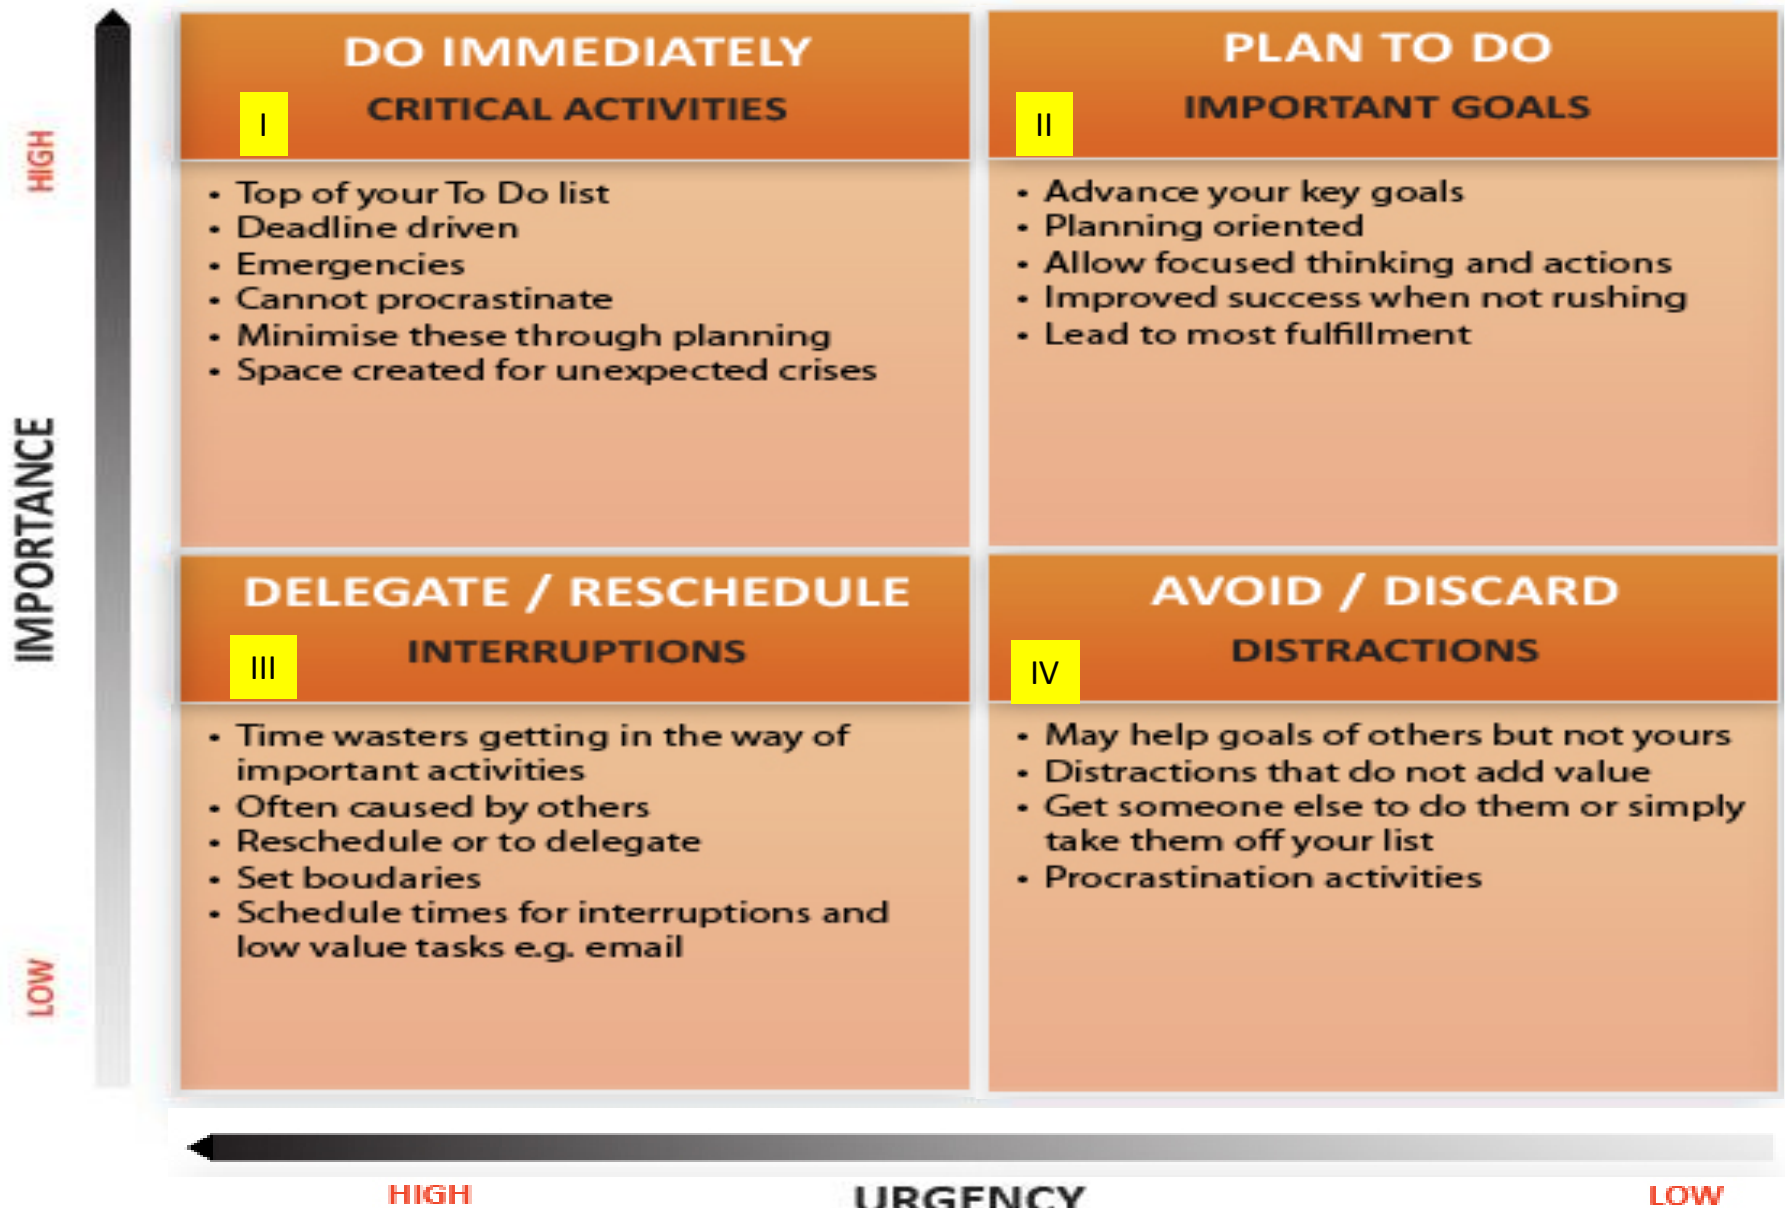 DO IMMEDIATELY
I
CRITICAL ACTIVITIES
• Top of your To Do list
• Deadline driven
• Emergencies
• Cannot procrastinate
• Minimise these through planning
• Space created for unexpected crises
PLAN TO DO
II
IMPORTANT GOALS
• Advance your key goals
• Planning oriented
• Allow focused thinking and actions
• Improved success when not rushing
• Lead to most fulfillment
DELEGATE / RESCHEDULE
III
INTERRUPTIONS
• Time wasters getting in the way of
important activities
• Often caused by others
• Reschedule or to delegate
• Set boudaries
• Schedule times for interruptions and
low value tasks e.g. email
AVOID / DISCARD
IV
DISTRACTIONS
• May help goals of others but not yours
• Distractions that do not add value
• Get someone else to do them or simply
take them off your list
• Procrastination activities
HIGH
IMPORTANCE
LOW
HIGH
URGENCY
LOW